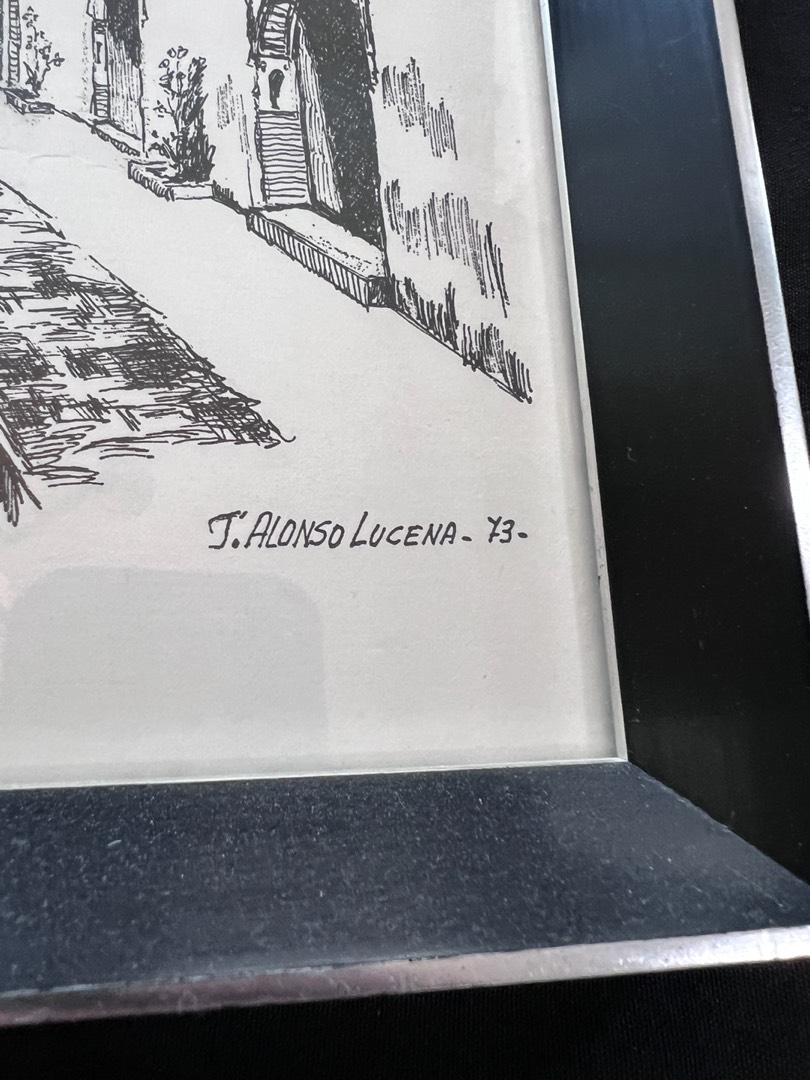 J. ALONSO LUCENA - 73 -